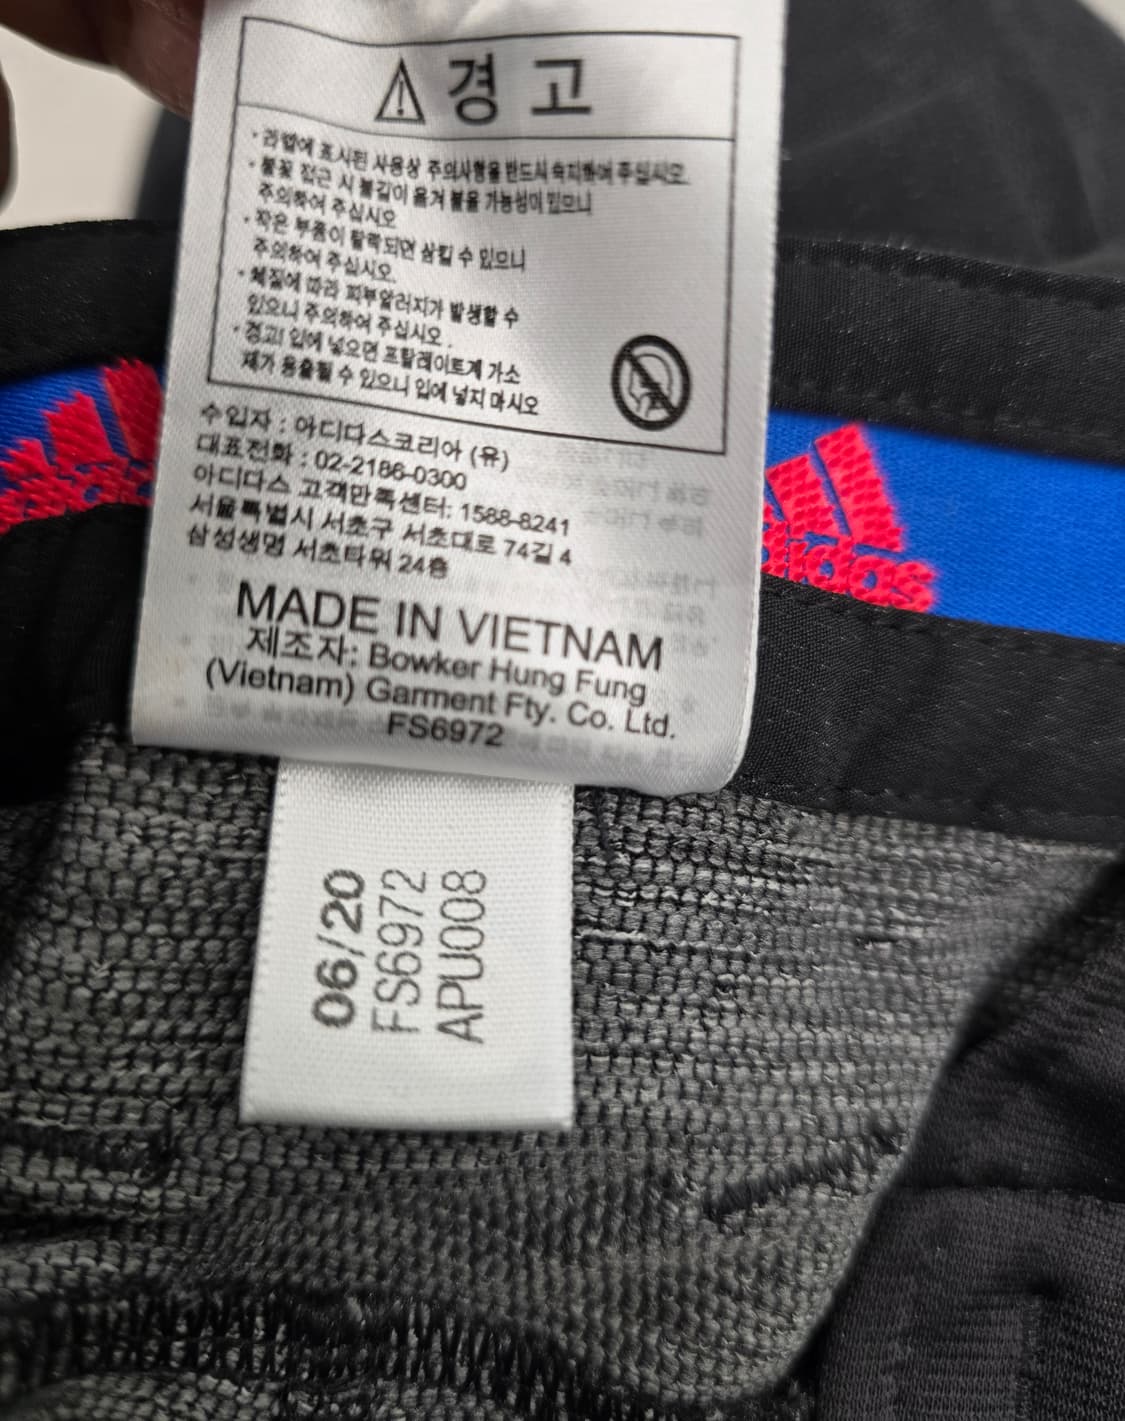 경고
• 라벨에 표시된 사용상 주의사항을 반드시 숙지하여 주십시오.
• 불꽃 접근 시 불길이 옮겨 붙을 가능성이 있으니
주의하여 주십시오
• 작은 부품이 탈락되면 삼킬 수 있으니
주의하여 주십시오.
• 체질에 따라 피부알러지가 발생할 수
있으니 주의하여 주십시오.
• 경고! 입에 넣으면 프탈레이트계 가소
제가 용출될 수 있으니 입에 넣지 마시오
수입자 : 아디다스코리아 (유)
대표전화 : 02-2186-0300
아디다스 고객만족센터: 1588-8241
서울특별시 서초구 서초대로 74길 4
삼성생명 서초타워 24층
MADE IN VIETNAM
제조자: Bowker Hung Fung
(Vietnam) Garment Fty. Co. Ltd.
FS6972
adidas
06/20
FS6972
APU008